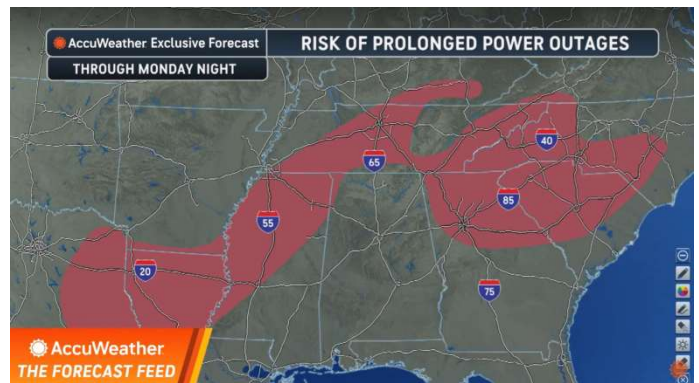 AccuWeather Exclusive Forecast
RISK OF PROLONGED POWER OUTAGES
THROUGH MONDAY NIGHT
40
65
85
55
20
75
AccuWeather
THE FORECAST FEED